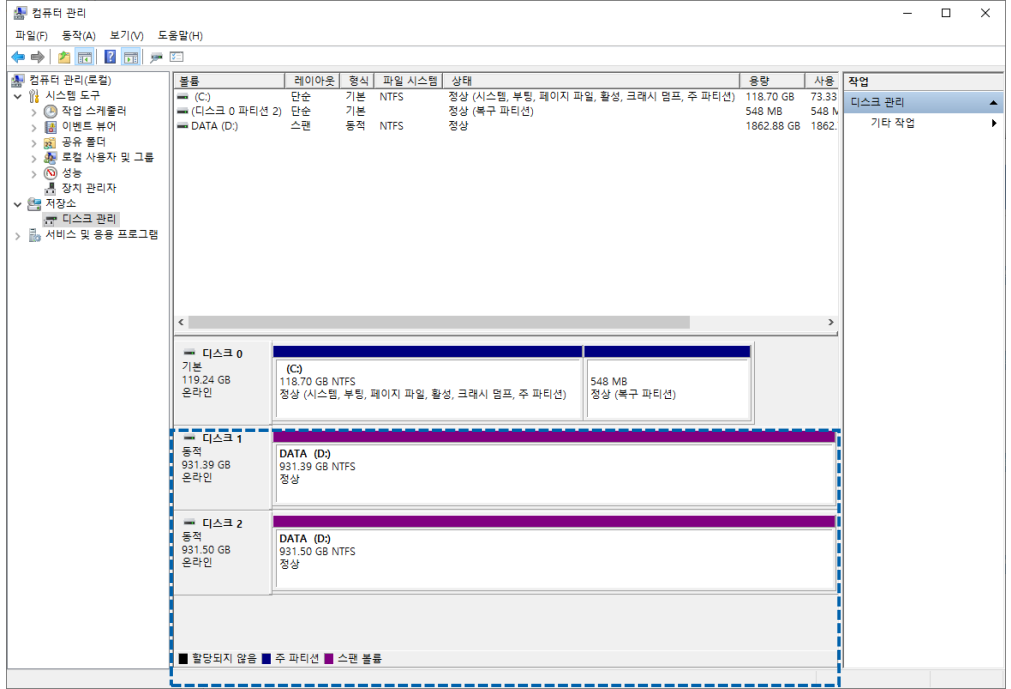 컴퓨터 관리
파일(F) 동작(A) 보기(V) 도움말(H)
컴퓨터 관리(로컬)
시스템 도구
작업 스케줄러
이벤트 뷰어
공유 폴더
로컬 사용자 및 그룹
성능
장치 관리자
저장소
디스크 관리
서비스 및 응용 프로그램
볼륨 레이아웃 형식 파일 시스템 상태 용량 사용
(C:) 단순 기본 NTFS 정상 (시스템, 부팅, 페이지 파일, 활성, 크래시 덤프, 주 파티션) 118.70 GB 73.33
(디스크 0 파티션 2) 단순 기본 정상 (복구 파티션) 548 MB 548 M
DATA (D:) 스팬 동적 NTFS 정상 1862.88 GB 1862.
디스크 0
기본
119.24 GB
온라인
(C:)
118.70 GB NTFS
정상 (시스템, 부팅, 페이지 파일, 활성, 크래시 덤프, 주 파티션)
548 MB
정상 (복구 파티션)
디스크 1
동적
931.39 GB
온라인
DATA (D:)
931.39 GB NTFS
정상
디스크 2
동적
931.50 GB
온라인
DATA (D:)
931.50 GB NTFS
정상
할당되지 않음 주 파티션 스팬 볼륨
작업
디스크 관리
기타 작업